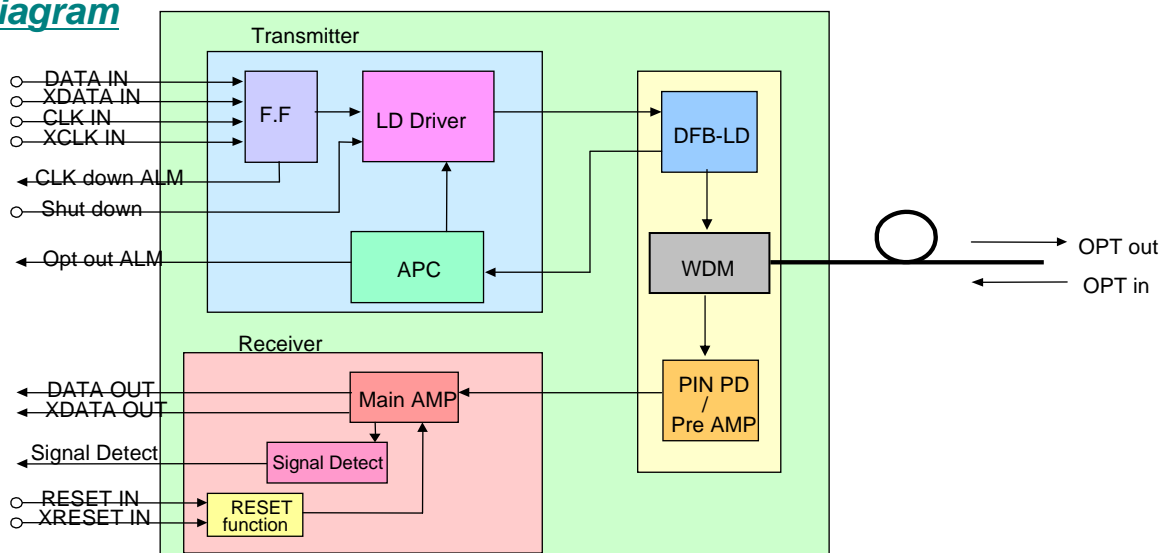 iagram
Transmitter
DATA IN
XDATA IN
CLK IN
XCLK IN
CLK down ALM
Shut down
Opt out ALM
F.F
LD Driver
APC
DFB-LD
WDM
PIN PD
/
Pre AMP
OPT out
OPT in
Receiver
DATA OUT
XDATA OUT
Signal Detect
RESET IN
XRESET IN
Main AMP
Signal Detect
RESET
function